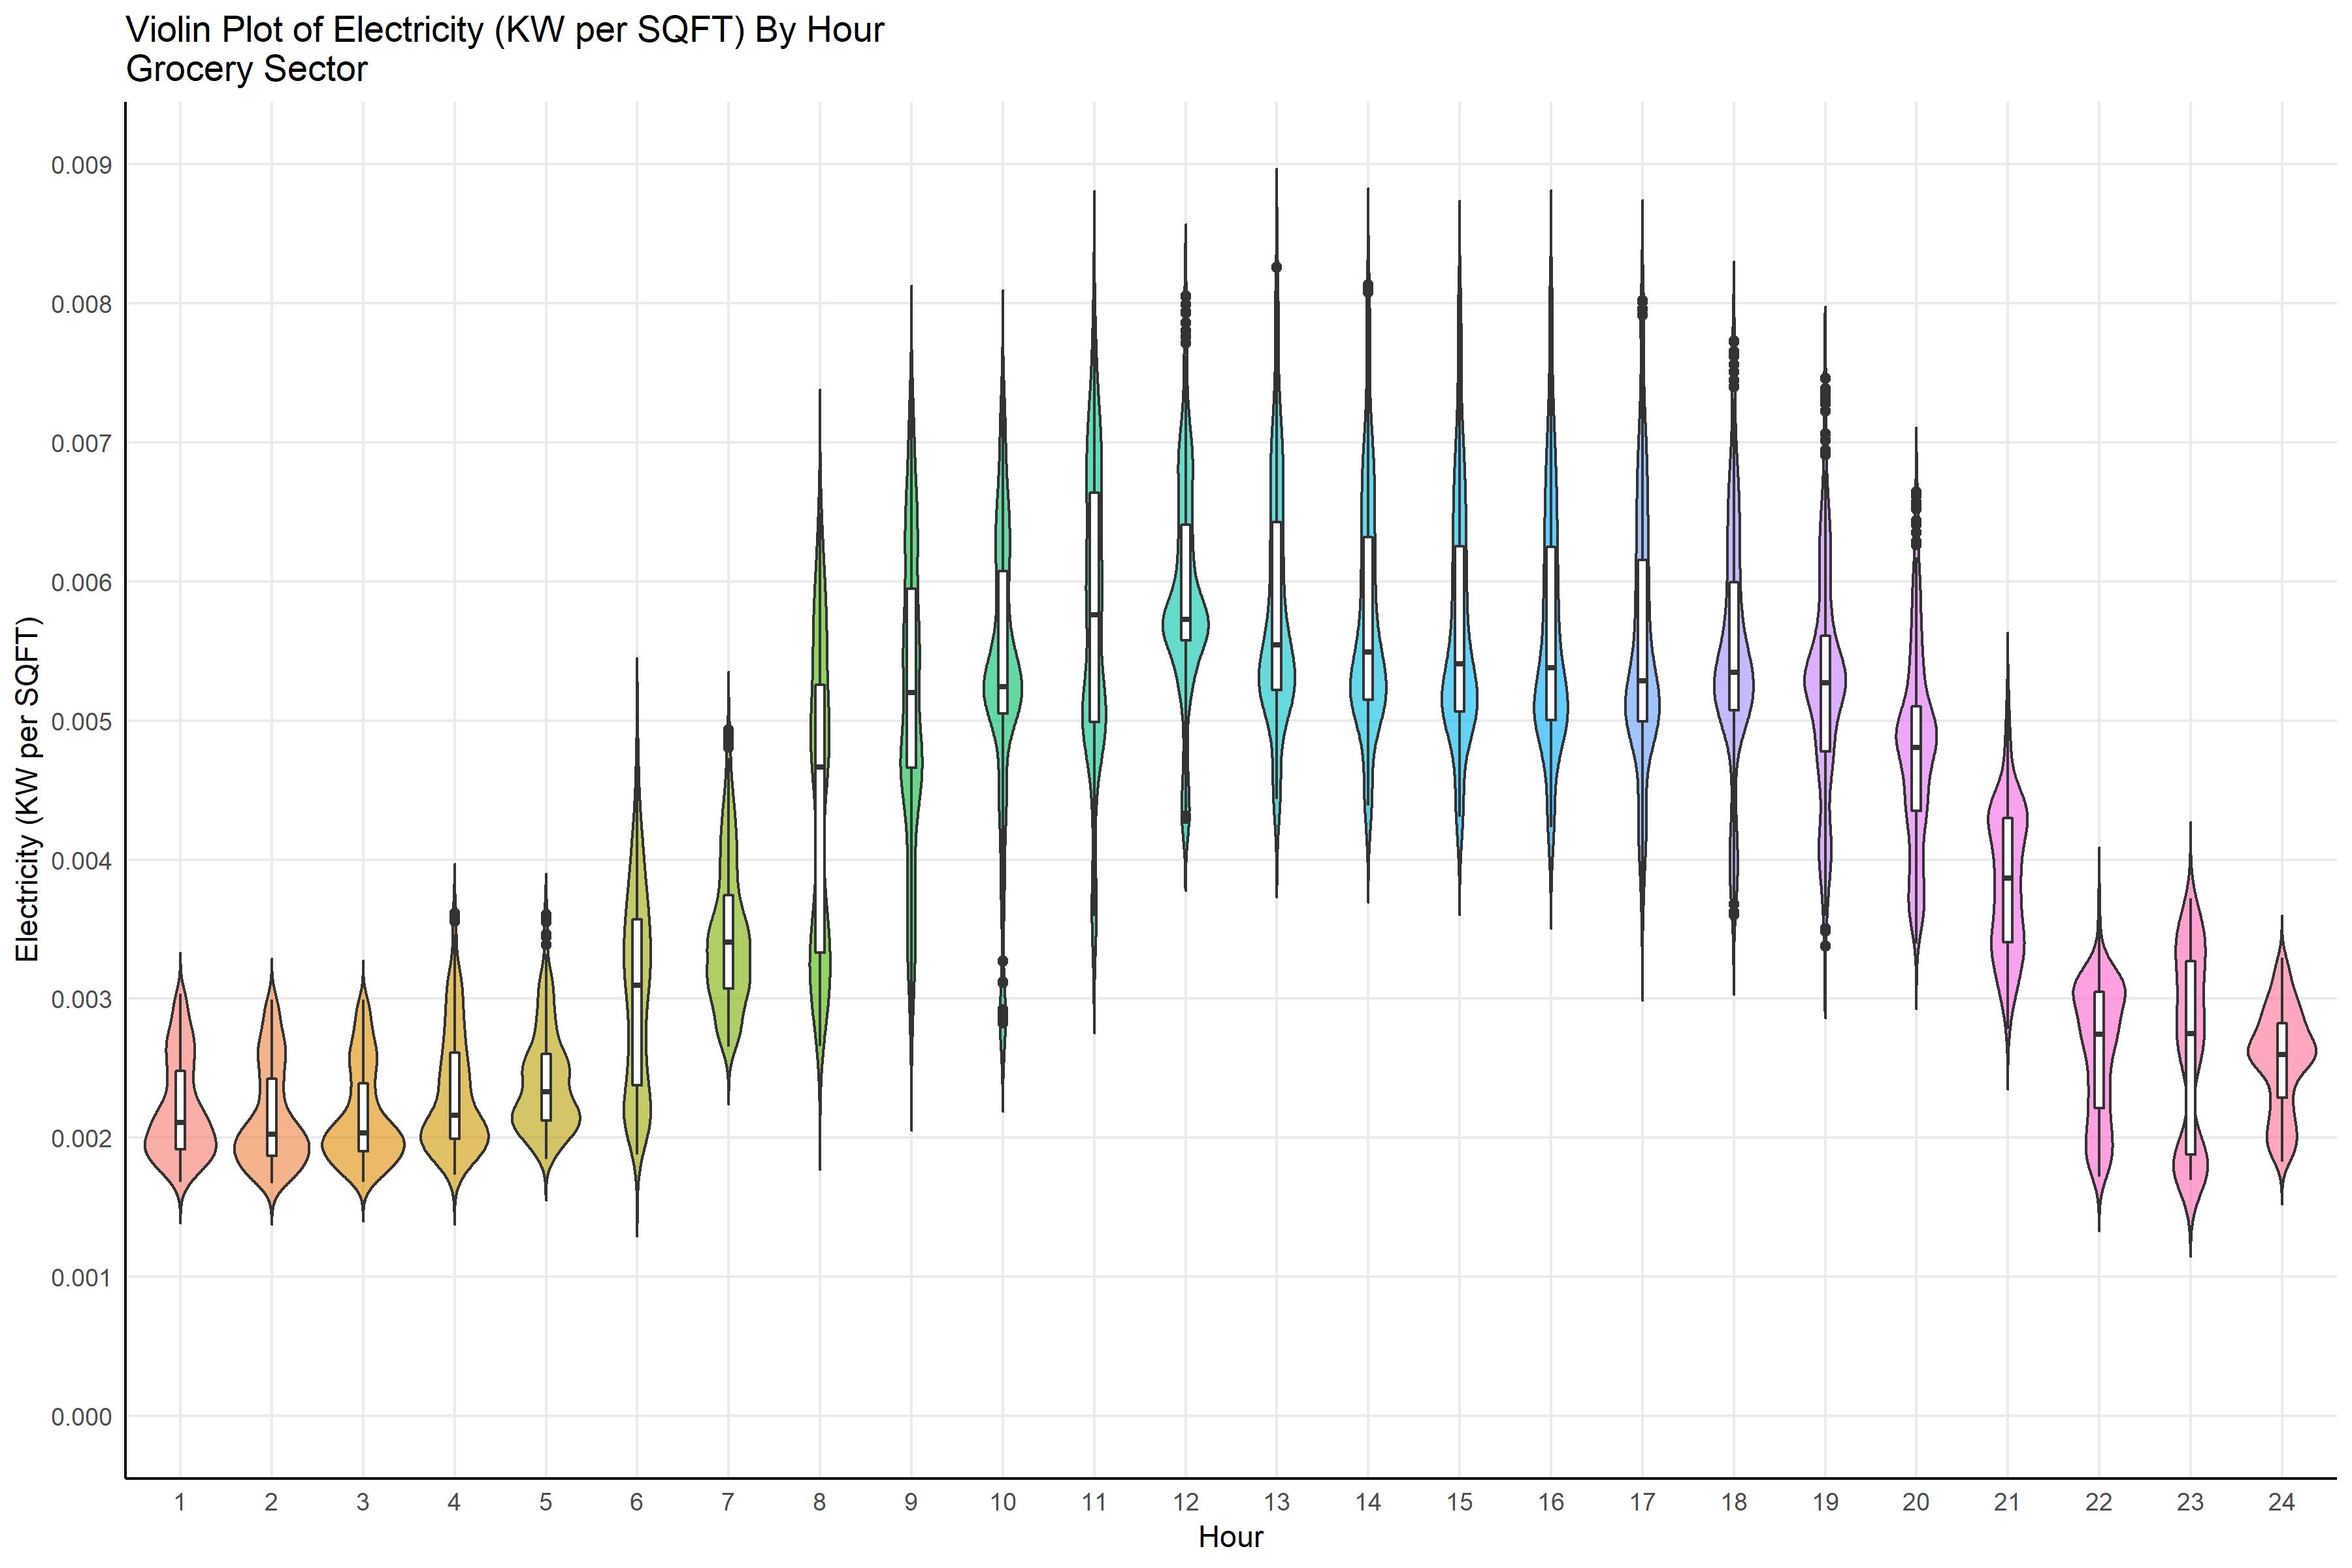 Violin Plot of Electricity (KW per SQFT) By Hour
Grocery Sector
Electricity (KW per SQFT)
0.009
0.008
0.007
0.006
0.005
0.004
0.003
0.002
0.001
0.000
1 2 3 4 5 6 7 8 9 10 11 12 13 14 15 16 17 18 19 20 21 22 23 24
Hour